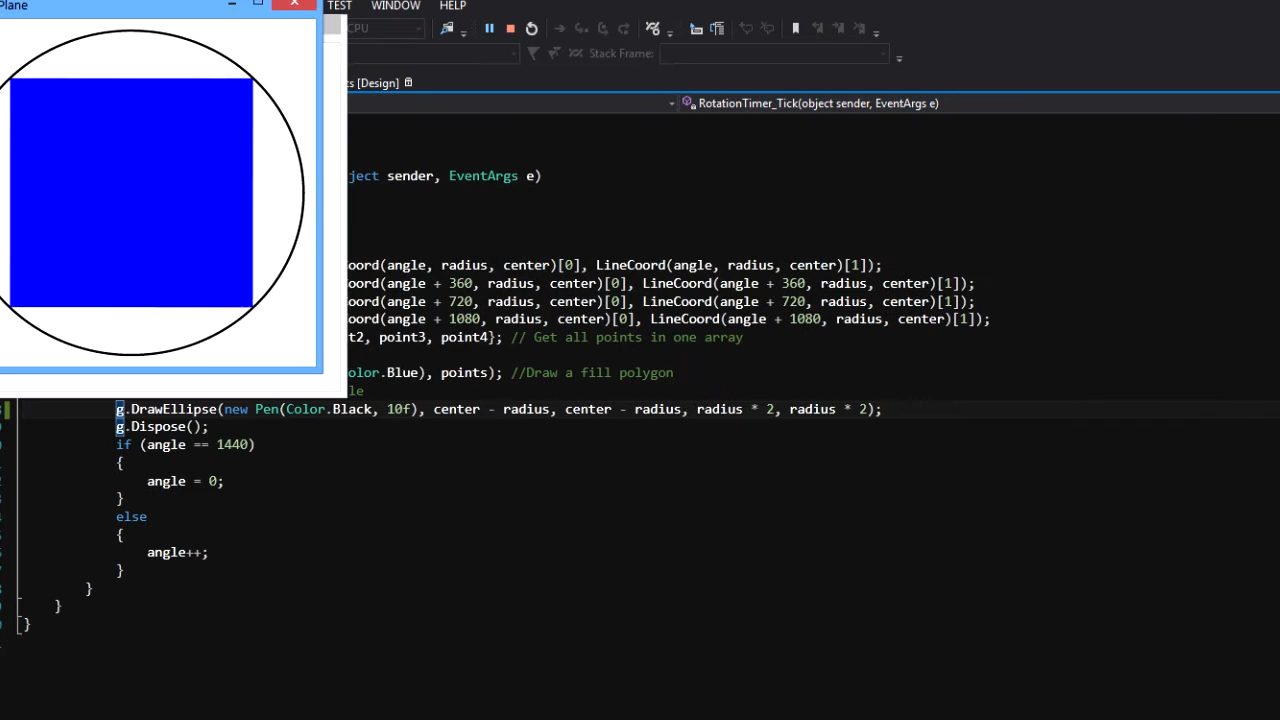 Plane
TEST WINDOW HELP
CPU
Stack Frame:
s [Design]
RotationTimer_Tick(object sender, EventArgs e)
ject sender, EventArgs e)
oord(angle, radius, center)[0], LineCoord(angle, radius, center)[1]);
oord(angle + 360, radius, center)[0], LineCoord(angle + 360, radius, center)[1]);
oord(angle + 720, radius, center)[0], LineCoord(angle + 720, radius, center)[1]);
oord(angle + 1080, radius, center)[0], LineCoord(angle + 1080, radius, center)[1]);
t2, point3, point4}; // Get all points in one array
olor.Blue), points); //Draw a fill polygon
le
g.DrawEllipse(new Pen(Color.Black, 10f), center - radius, center - radius, radius * 2, radius * 2);
g.Dispose();
if (angle == 1440)
{
angle = 0;
}
else
{
angle++;
}
}
}
}